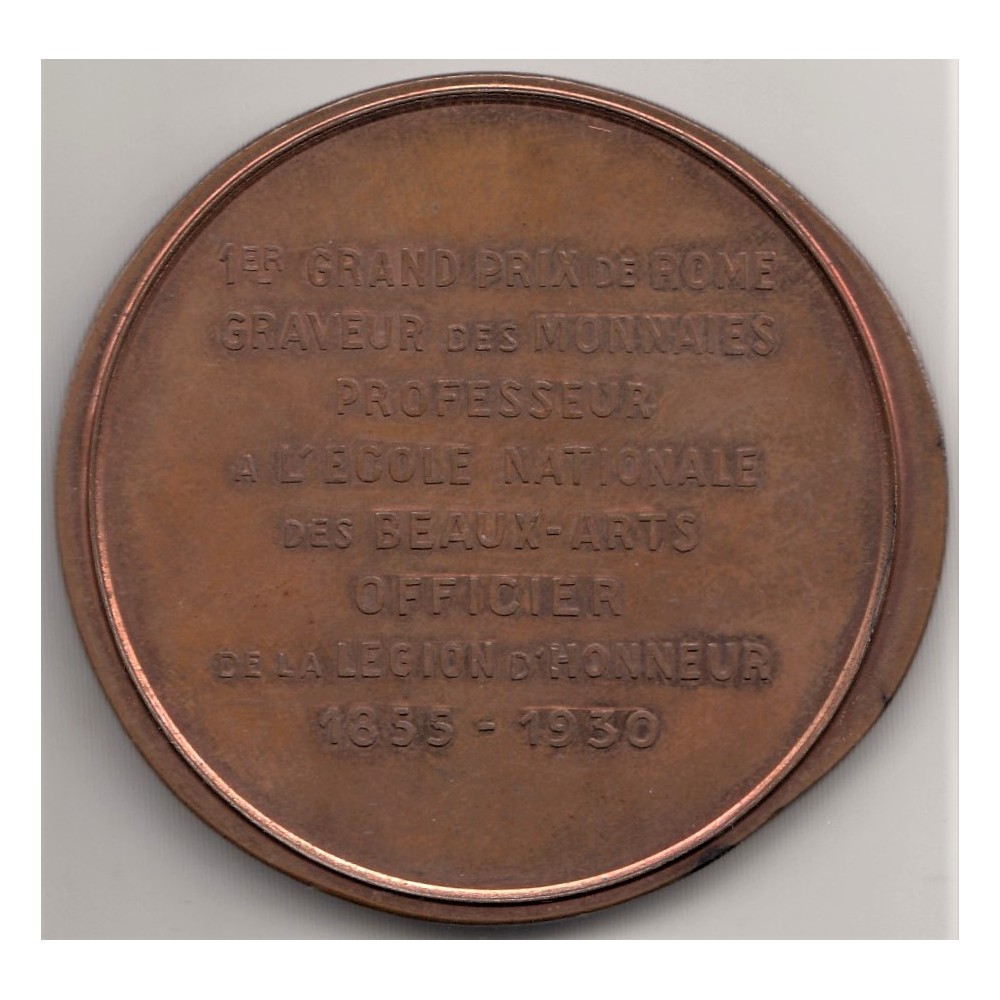 1ER GRAND PRIX DE ROME
GRAVEUR DES MONNAIES
PROFESSEUR
A L'ECOLE NATIONALE
DES BEAUX-ARTS
OFFICIER
DE LA LEGION D'HONNEUR
1855 - 1930